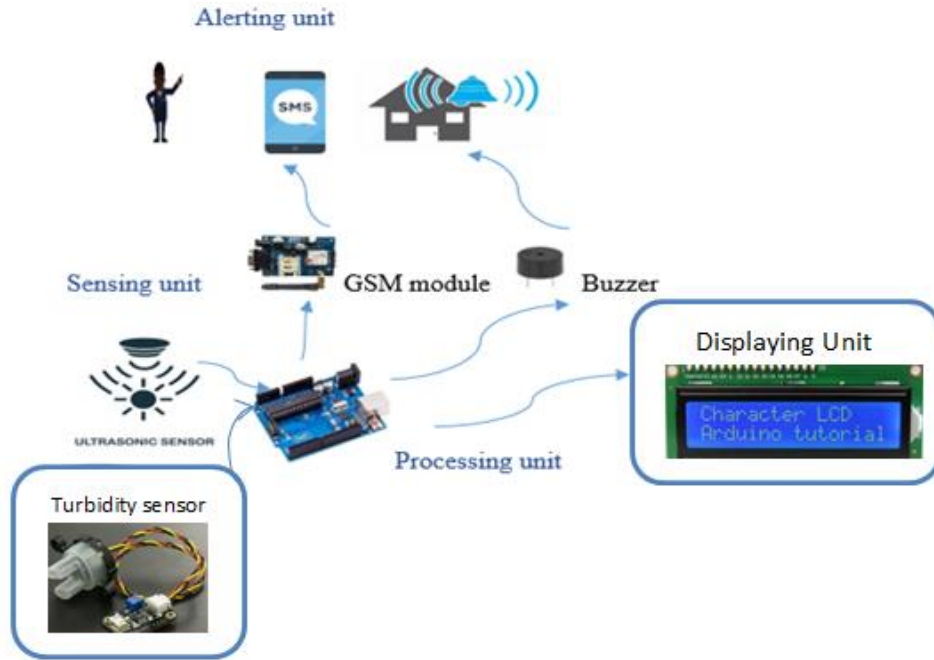 Alerting unit
SMS
Sensing unit
GSM module
Buzzer
Displaying Unit
Character LCD
Arduino tutorial
ULTRASONIC SENSOR
Processing unit
Turbidity sensor